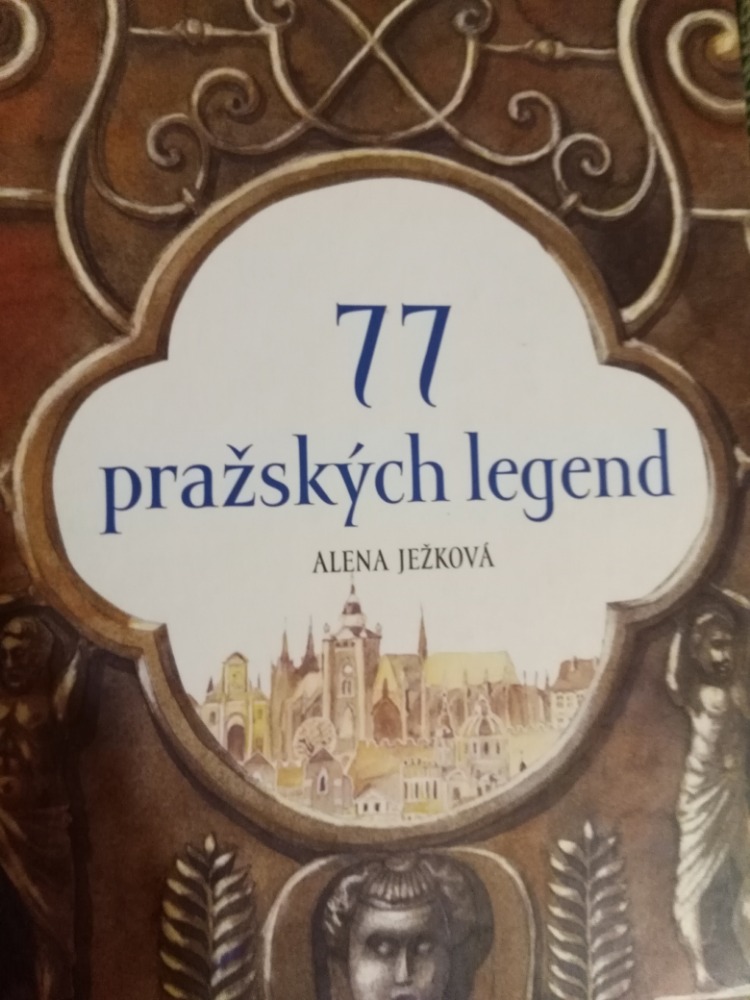 77
pražských legend
ALENA JEŽKOVÁ